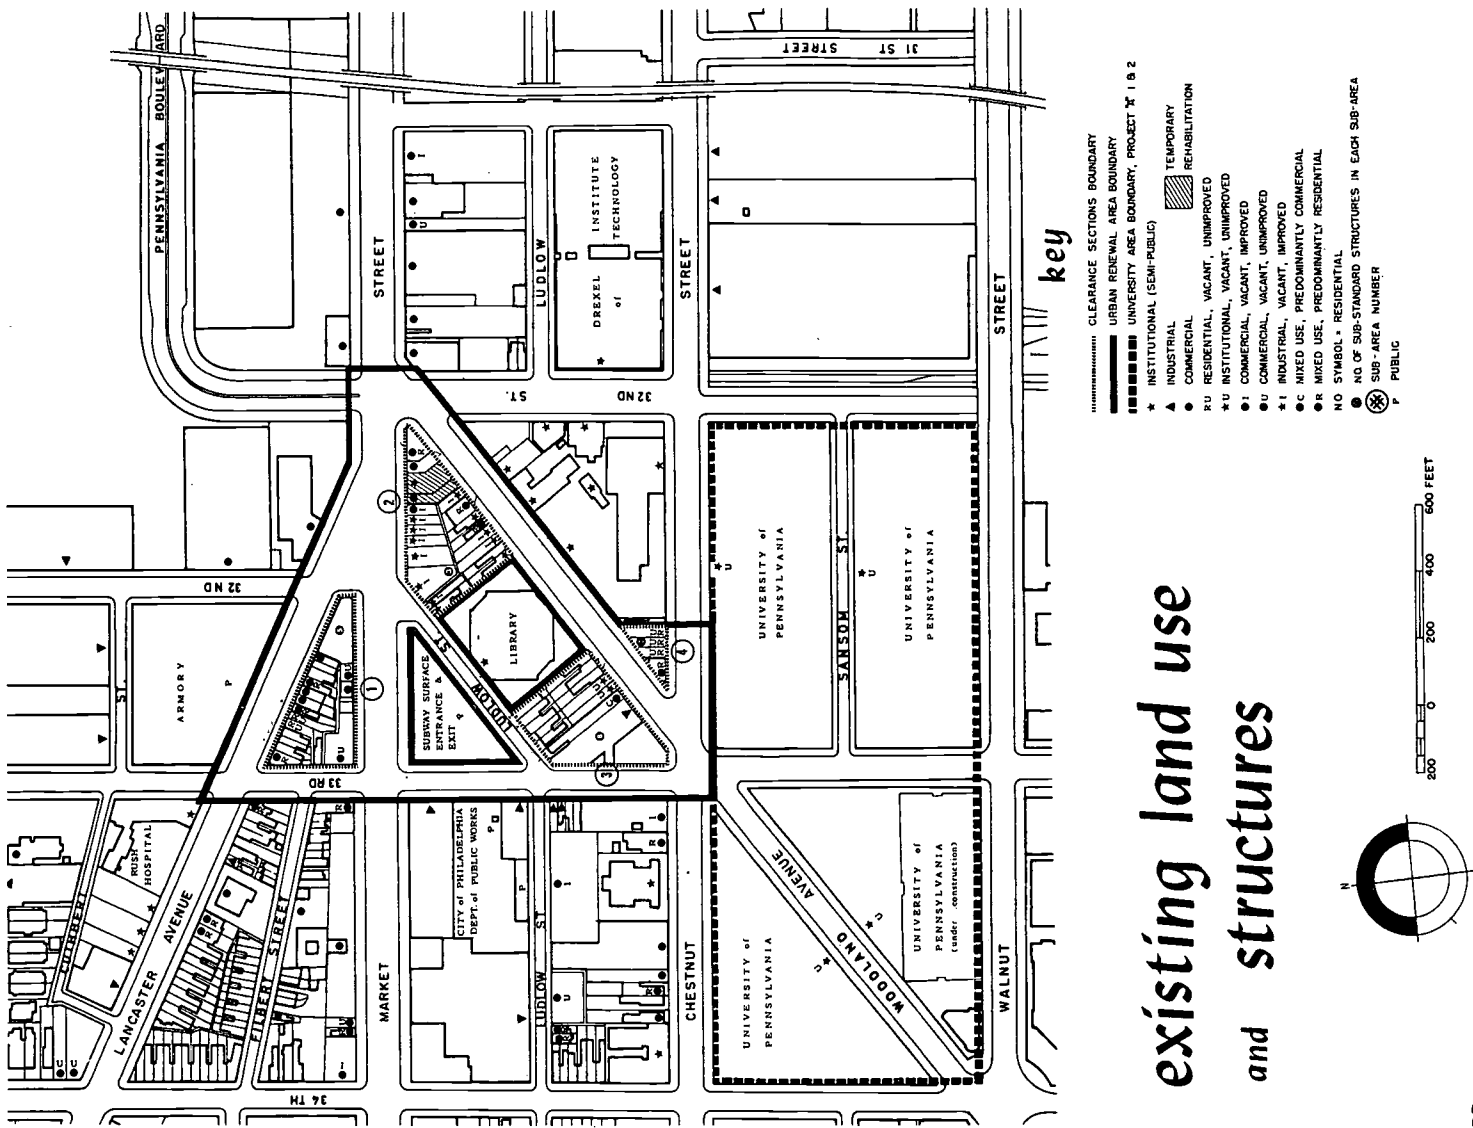 existing land use
and structures
key
CLEARANCE SECTIONS BOUNDARY
URBAN RENEWAL AREA BOUNDARY
UNIVERSITY AREA BOUNDARY, PROJECT "A" 1 & 2
★ INSTITUTIONAL (SEMI-PUBLIC)
▲ INDUSTRIAL
TEMPORARY
● COMMERCIAL
REHABILITATION
RU RESIDENTIAL, VACANT, UNIMPROVED
★U INSTITUTIONAL, VACANT, UNIMPROVED
●I COMMERCIAL, VACANT, IMPROVED
●U COMMERCIAL, VACANT, UNIMPROVED
★I INDUSTRIAL, VACANT, IMPROVED
●C MIXED USE, PREDOMINANTLY COMMERCIAL
●R MIXED USE, PREDOMINANTLY RESIDENTIAL
NO SYMBOL = RESIDENTIAL
NO. OF SUB-STANDARD STRUCTURES IN EACH SUB-AREA
SUB-AREA NUMBER
P PUBLIC
200 0 200 400 600 FEET
N
PENNSYLVANIA BOULEVARD
CUTHBERT
ST.
RUSH
HOSPITAL
ARMORY
P
32 ND
LANCASTER AVENUE
FILBERT STREET
33 RD
34 TH
1
2
3
4
MARKET
STREET
CITY of PHILADELPHIA
DEPT. of PUBLIC WORKS
P
P
SUBWAY SURFACE
ENTRANCE &
EXIT P
LUDLOW ST.
LIBRARY
LUDLOW ST
LUDLOW
DREXEL INSTITUTE
of TECHNOLOGY
ST. 32 ND
CHESTNUT
STREET
31 ST STREET
UNIVERSITY of
PENNSYLVANIA
SANSOM ST.
UNIVERSITY of
PENNSYLVANIA
UNIVERSITY of
PENNSYLVANIA
WOODLAND AVENUE
UNIVERSITY of
PENNSYLVANIA
(under construction)
WALNUT
STREET